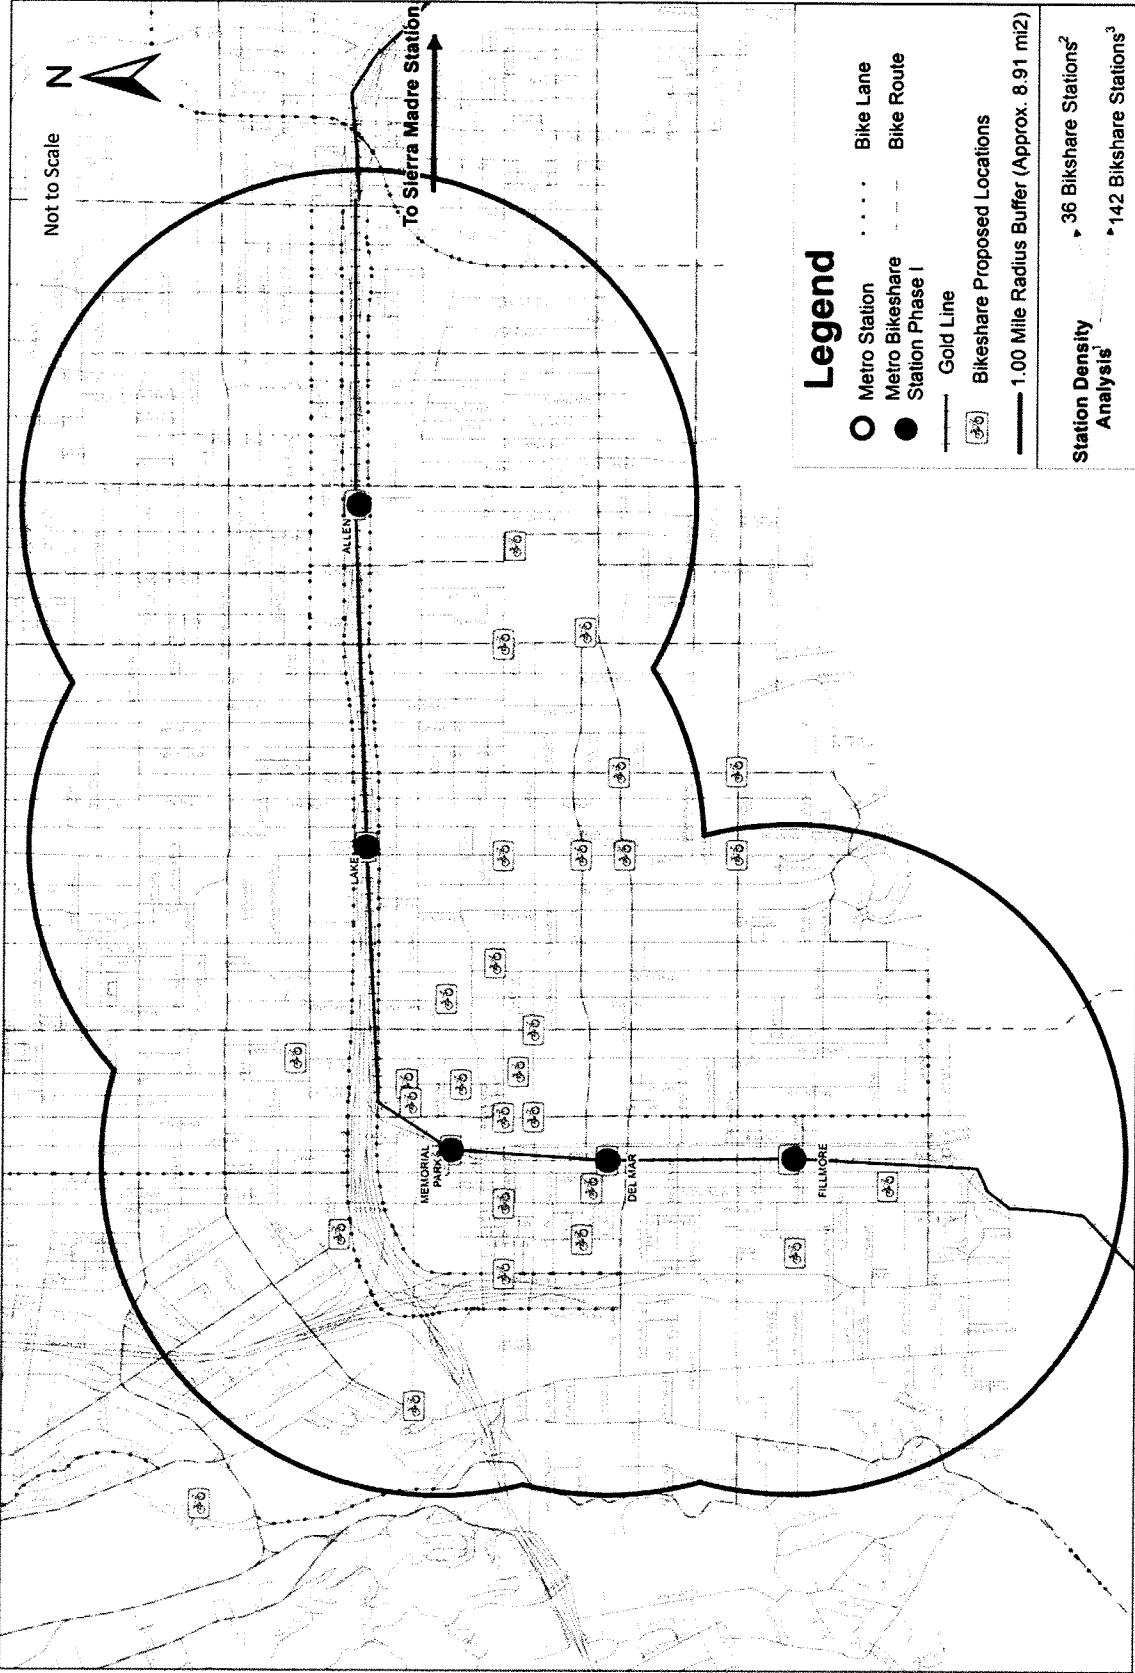 N
Not to Scale
To Sierra Madre Station
ALLEN
LAKE
MEMORIAL
PARK
DEL MAR
FILLMORE
Legend
Metro Station
Bike Lane
Metro Bikeshare
Station Phase I
Bike Route
Gold Line
Bikeshare Proposed Locations
1.00 Mile Radius Buffer (Approx. 8.91 mi2)
Station Density
Analysis1
36 Bikshare Stations2
142 Bikshare Stations3